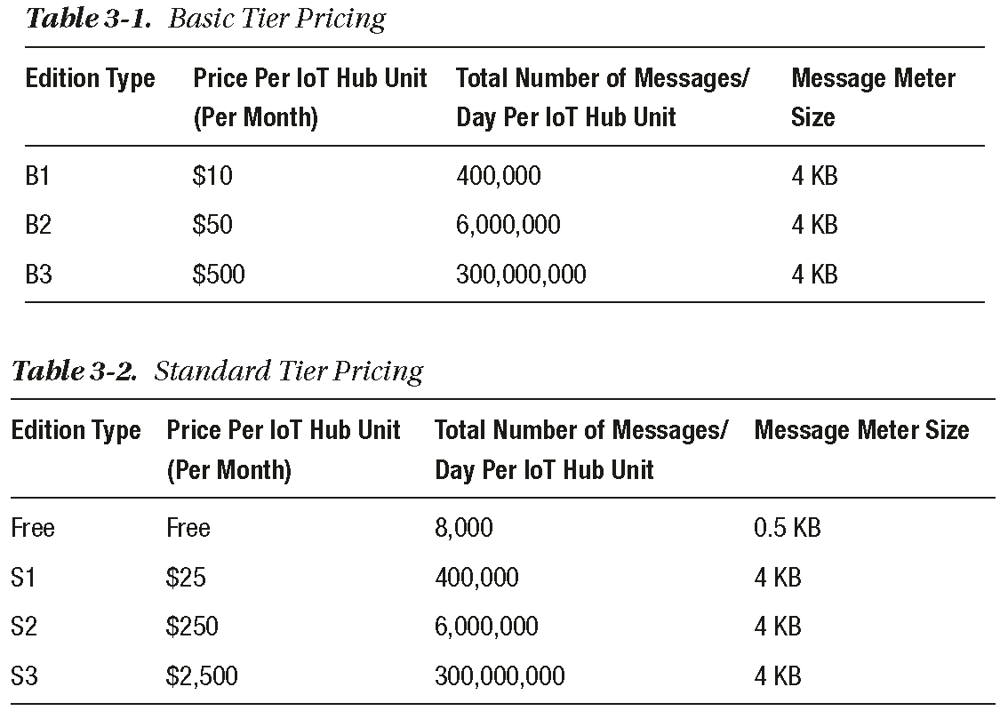 Table 3-1. Basic Tier Pricing
Edition Type Price Per IoT Hub Unit Total Number of Messages/ Message Meter
(Per Month) Day Per IoT Hub Unit Size
B1 $10 400,000 4 KB
B2 $50 6,000,000 4 KB
B3 $500 300,000,000 4 KB
Table 3-2. Standard Tier Pricing
Edition Type Price Per IoT Hub Unit Total Number of Messages/ Message Meter Size
(Per Month) Day Per IoT Hub Unit
Free Free 8,000 0.5 KB
S1 $25 400,000 4 KB
S2 $250 6,000,000 4 KB
S3 $2,500 300,000,000 4 KB